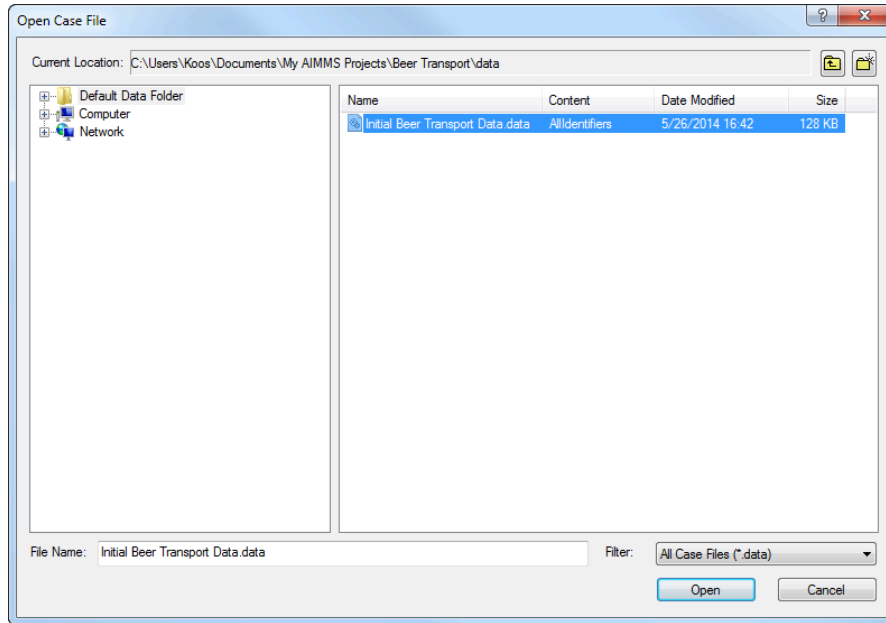 Open Case File
Current Location: C:\Users\Koos\Documents\My AIMMS Projects\Beer Transport\data
Default Data Folder
Computer
Network
Name Content Date Modified Size
Initial Beer Transport Data.data AllIdentifiers 5/26/2014 16:42 128 KB
File Name: Initial Beer Transport Data.data Filter: All Case Files (*.data)
Open Cancel